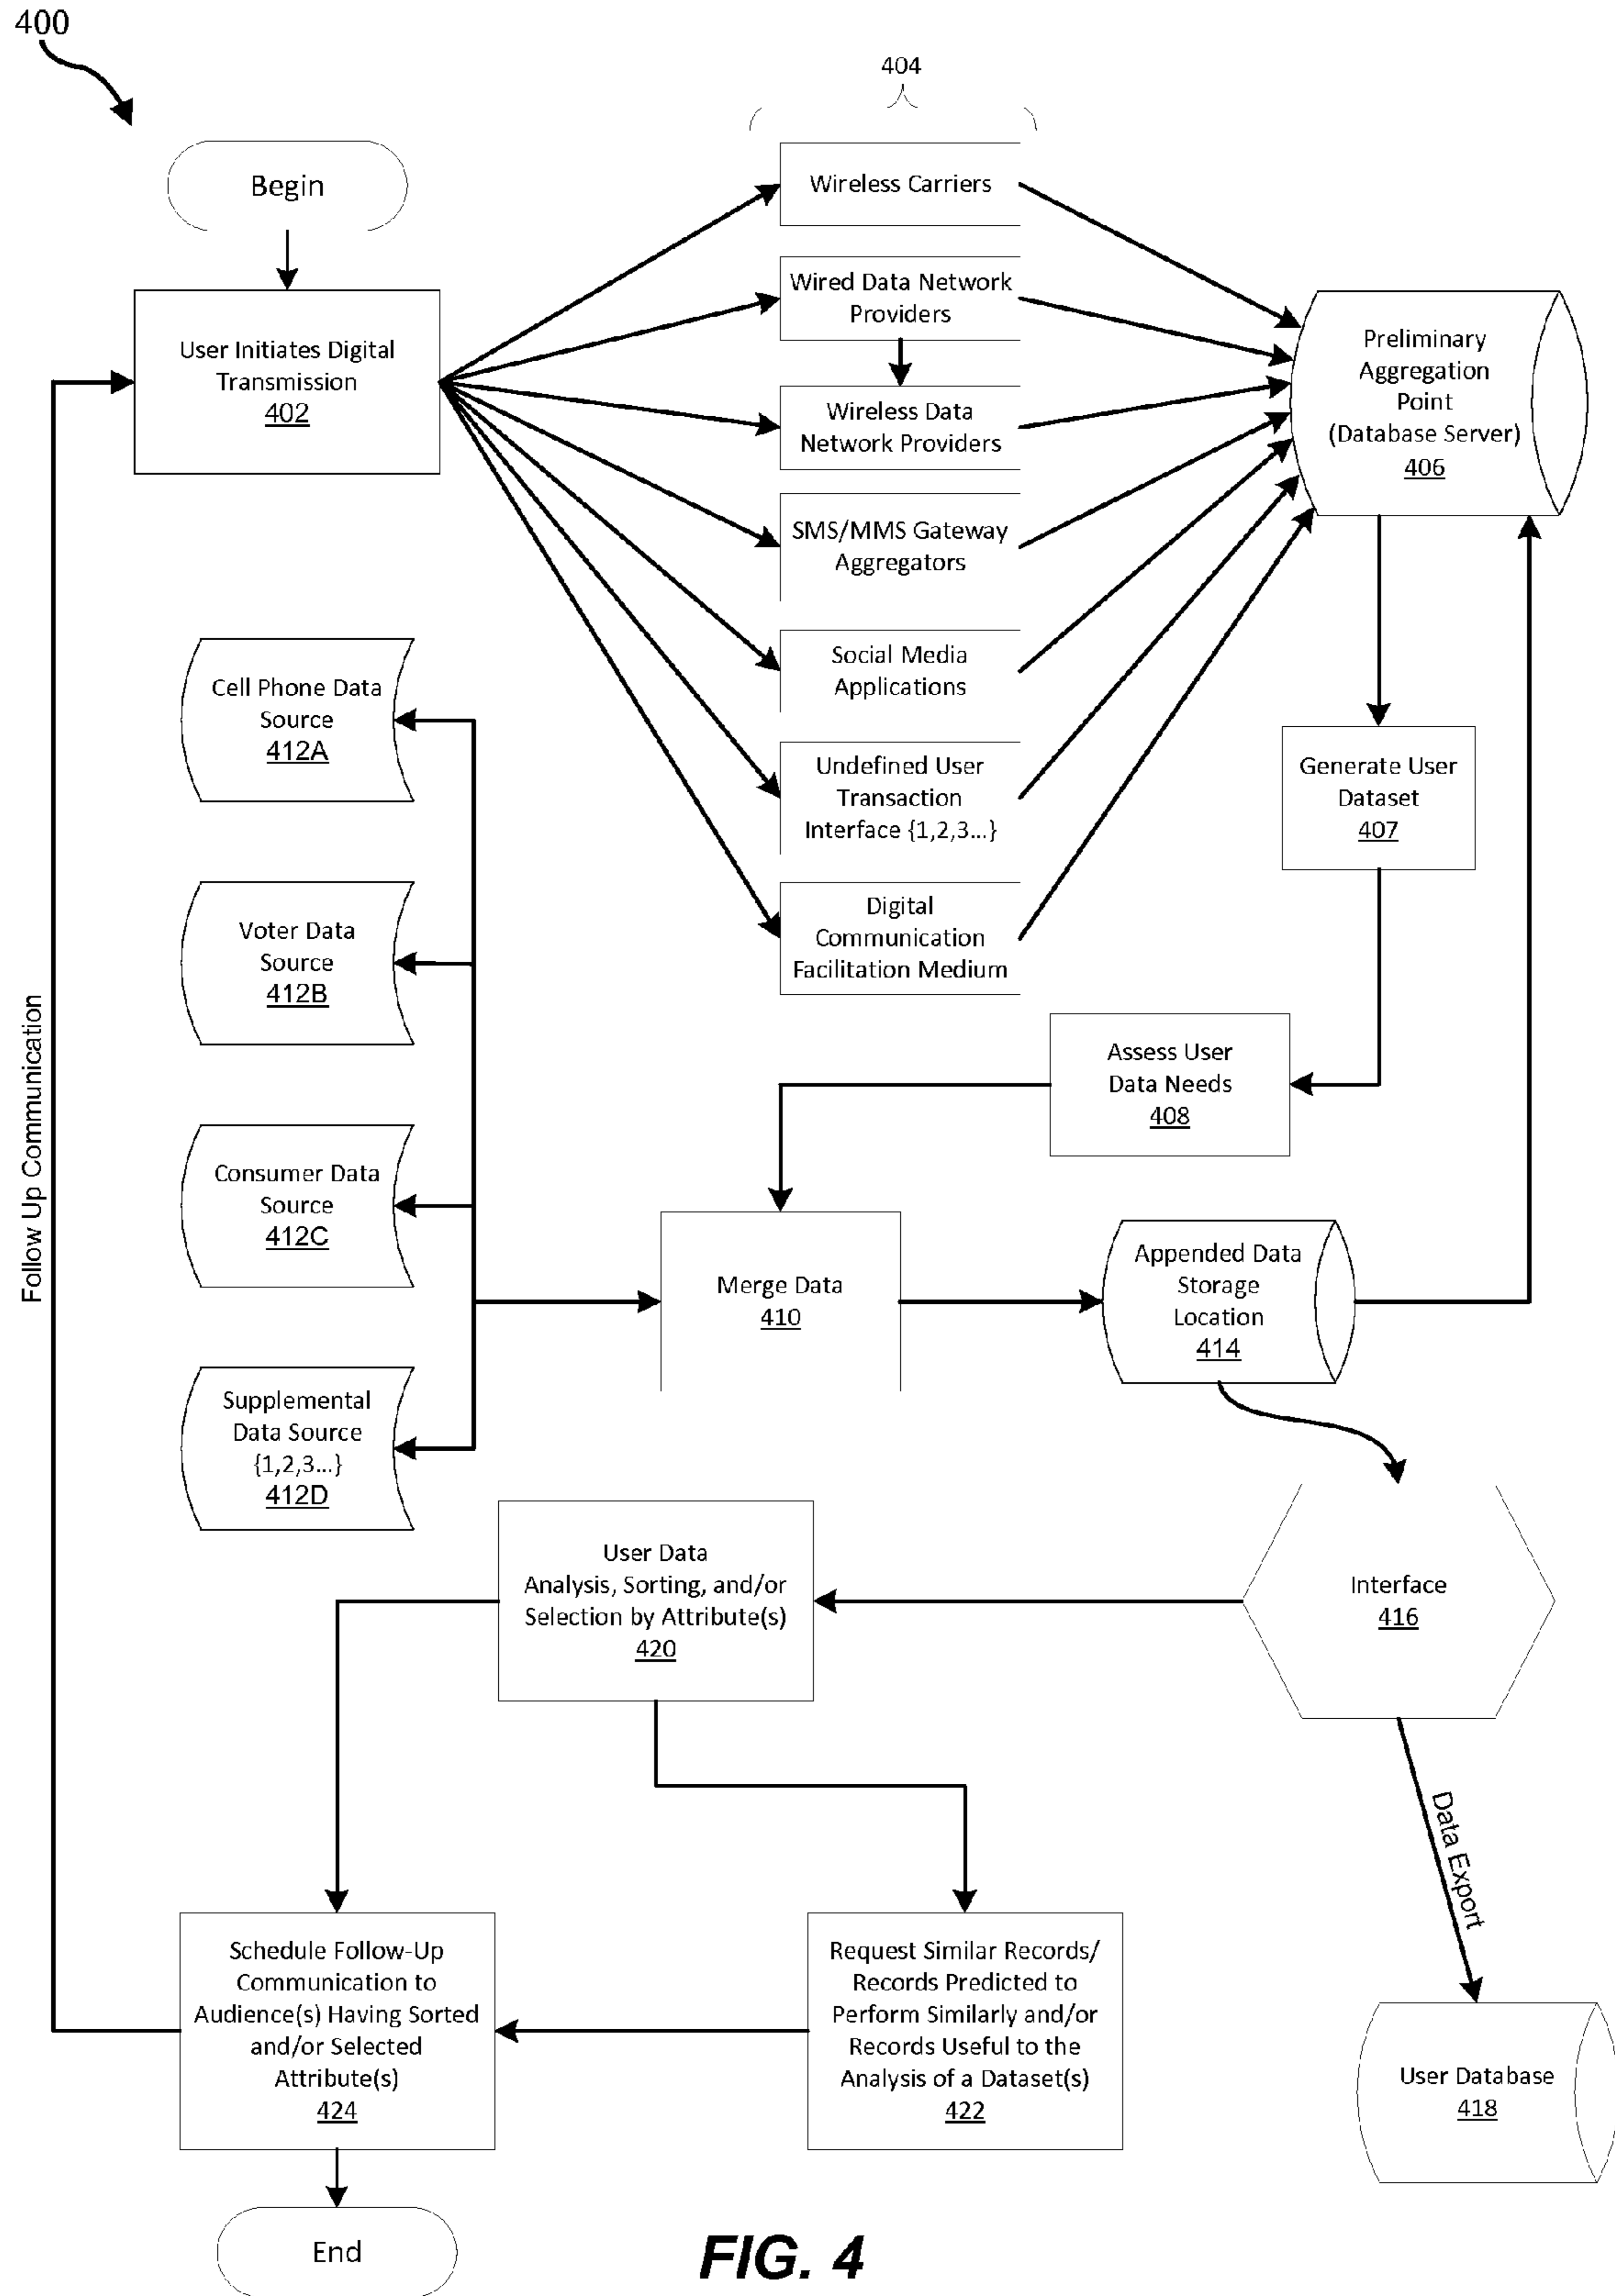 400
404
Begin
Wireless Carriers
Wired Data Network
Providers
User Initiates Digital
Transmission
402
Preliminary
Aggregation
Point
(Database Server)
406
Wireless Data
Network Providers
SMS/MMS Gateway
Aggregators
Social Media
Applications
Undefined User
Transaction
Interface {1,2,3...}
Digital
Communication
Facilitation Medium
Generate User
Dataset
407
Cell Phone Data
Source
412A
Voter Data
Source
412B
Consumer Data
Source
412C
Supplemental
Data Source
{1,2,3...}
412D
Follow Up Communication
Assess User
Data Needs
408
Merge Data
410
Appended Data
Storage
Location
414
User Data
Analysis, Sorting, and/or
Selection by Attribute(s)
420
Interface
416
Data Export
Schedule Follow-Up
Communication to
Audience(s) Having Sorted
and/or Selected
Attribute(s)
424
Request Similar Records/
Records Predicted to
Perform Similarly and/or
Records Useful to the
Analysis of a Dataset(s)
422
User Database
418
End
FIG. 4